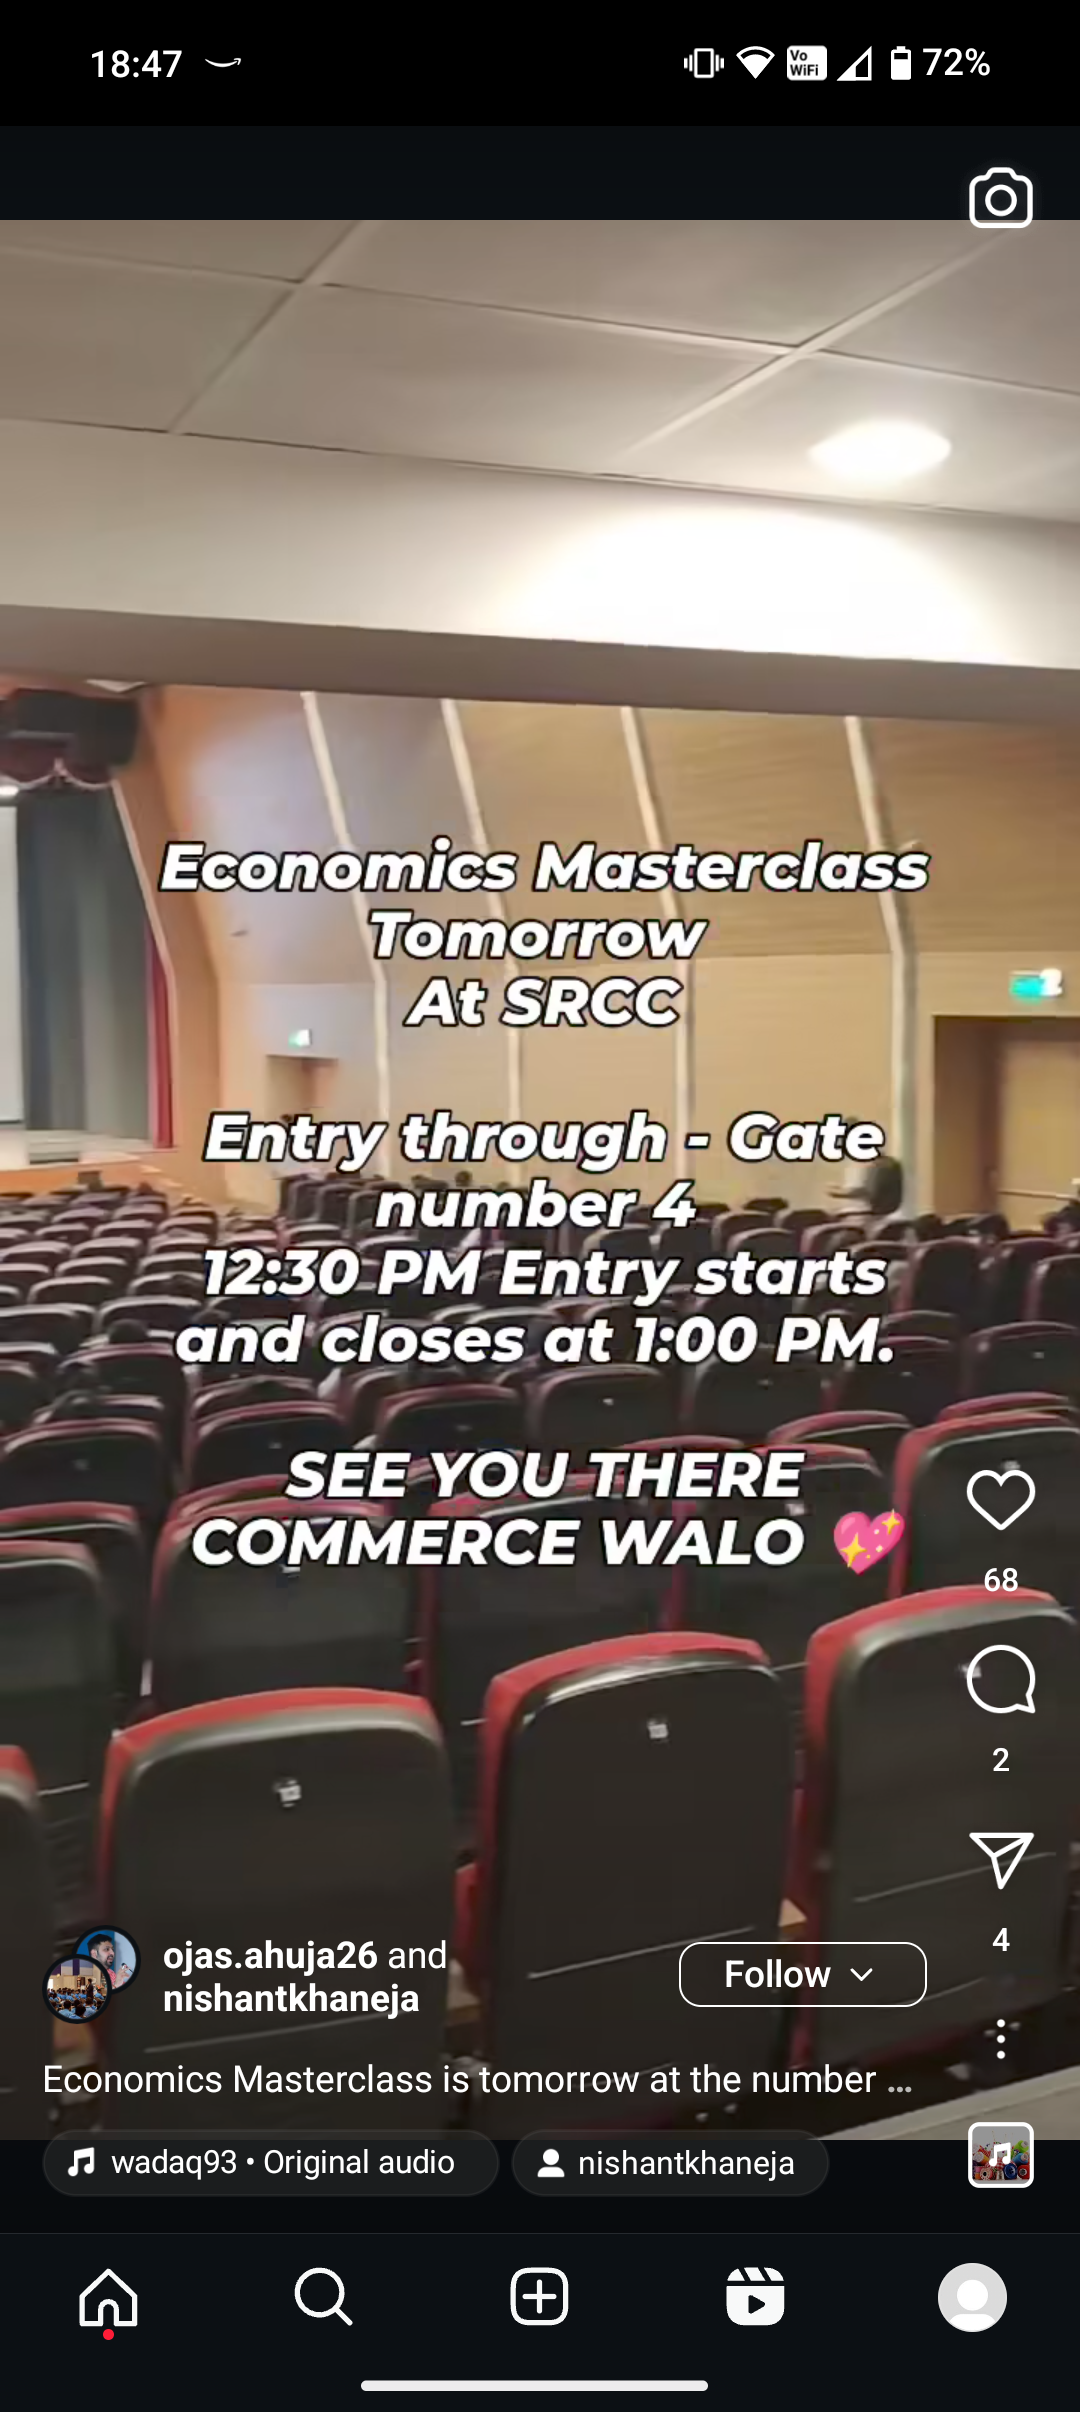 18:47
Vo
WiFi
72%
Economics Masterclass
Tomorrow
At SRCC
Entry through - Gate
number 4
12:30 PM Entry starts
and closes at 1:00 PM.
SEE YOU THERE
COMMERCE WALO 💖
68
2
4
ojas.ahuja26 and
nishantkhaneja
Follow
Economics Masterclass is tomorrow at the number ...
wadaq93 • Original audio
nishantkhaneja